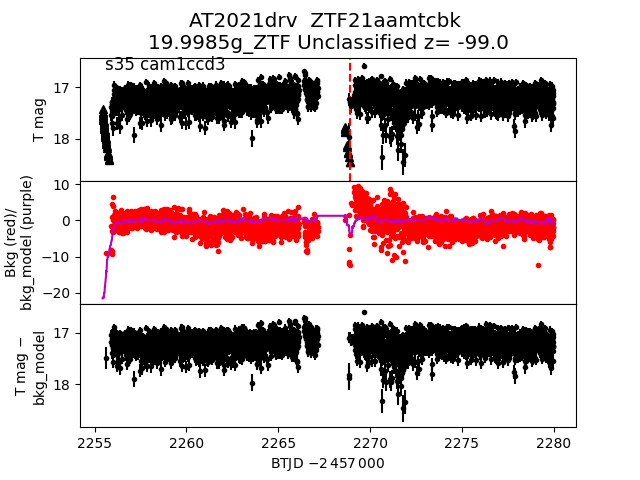 AT2021drv  ZTF21aamtcbk
19.9985g_ZTF Unclassified z= -99.0
s35 cam1ccd3
T mag
17
18
Bkg (red)/
bkg_model (purple)
10
0
−10
−20
T mag −
bkg_model
17
18
2255
2260
2265
2270
2275
2280
BTJD −2 457 000